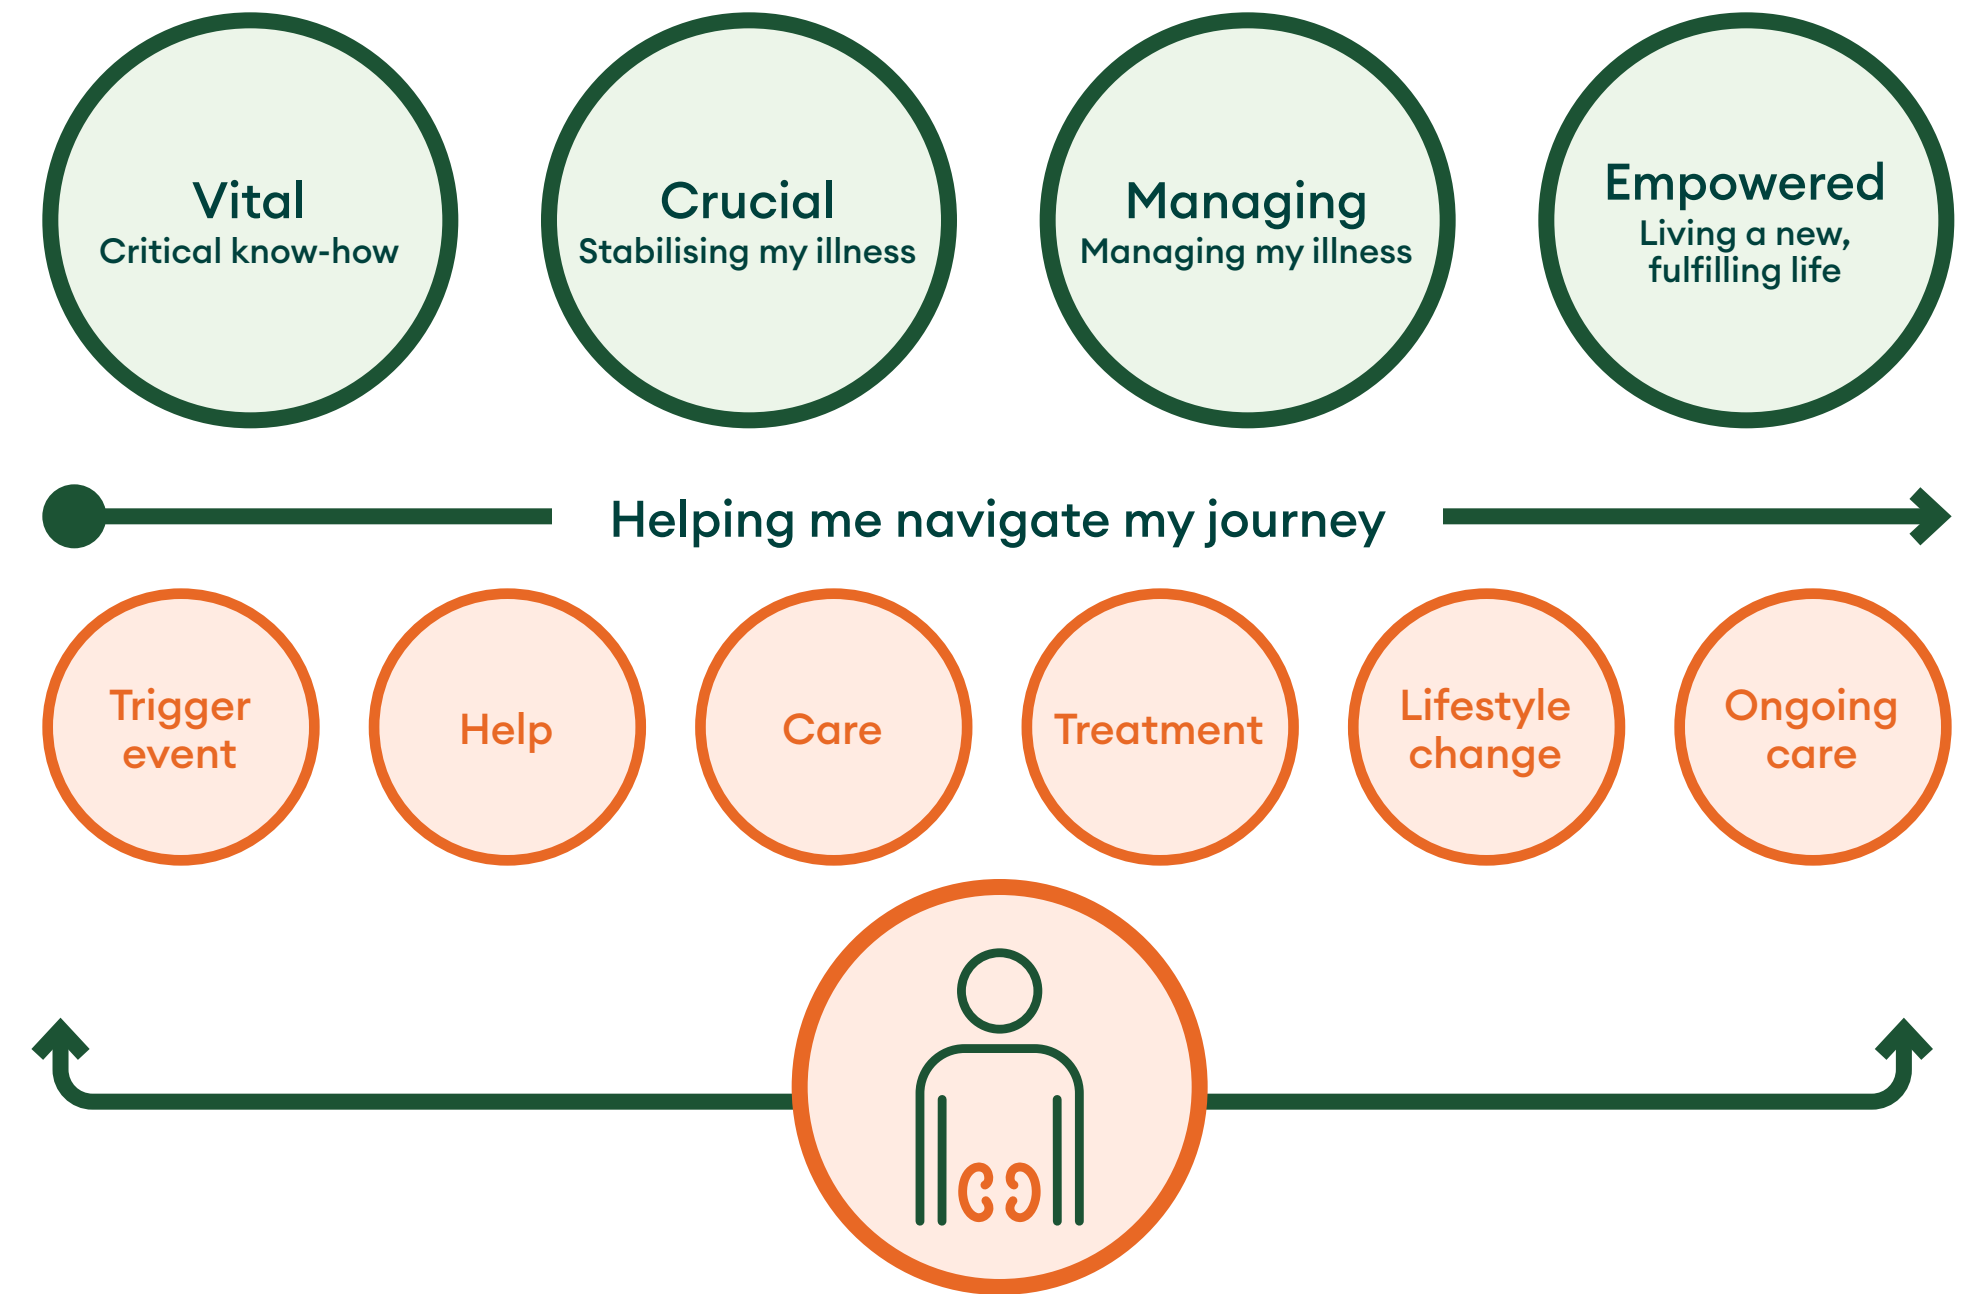 Vital
Critical know-how
Crucial
Stabilising my illness
Managing
Managing my illness
Empowered
Living a new,
fulfilling life
Helping me navigate my journey
Trigger
event
Help
Care
Treatment
Lifestyle
change
Ongoing
care